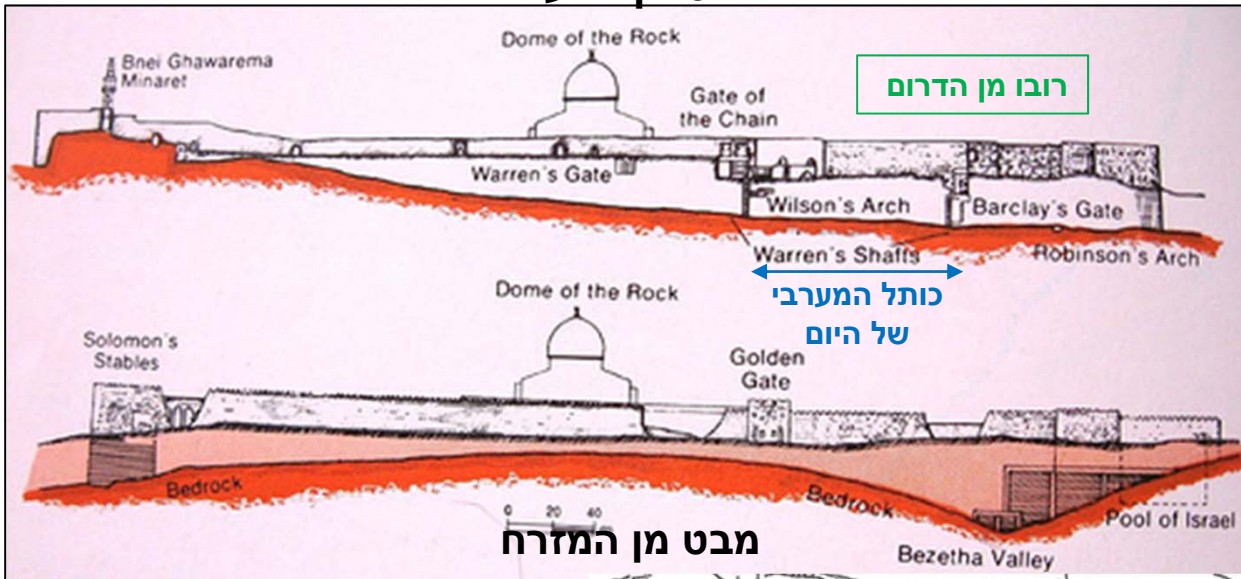 Bnei Ghawarema
Minaret
Dome of the Rock
Gate of
the Chain
רובו מן הדרום
Warren's Gate
Wilson's Arch
Barclay's Gate
Warren's Shafts
Robinson's Arch
כותל המערבי
של היום
Dome of the Rock
Solomon's
Stables
Golden
Gate
Bedrock
Bedrock
0 20 40
Pool of Israel
מבט מן המזרח
Bezetha Valley